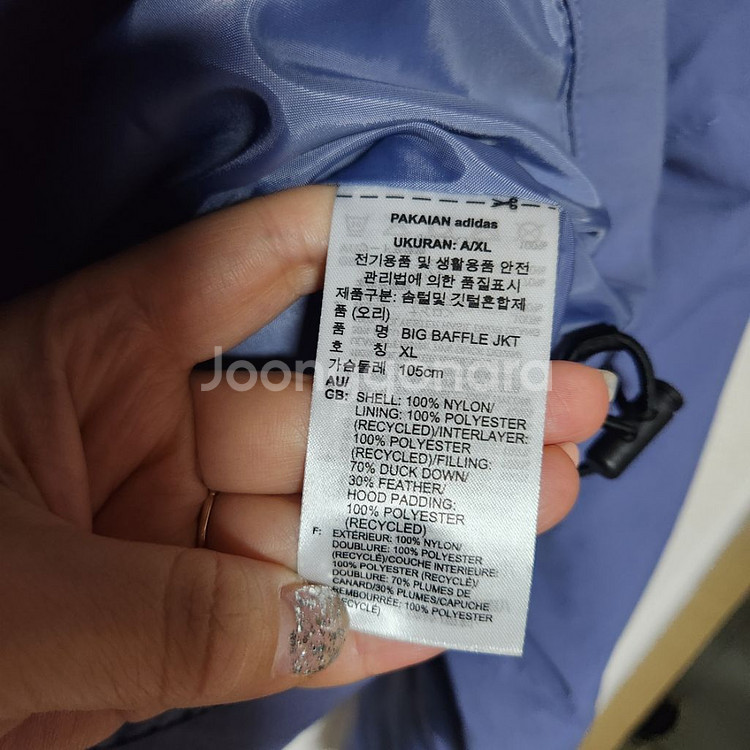 PAKAIAN adidas
UKURAN: A/XL
전기용품 및 생활용품 안전
관리법에 의한 품질표시
제품구분: 솜털및 깃털혼합제
품 (오리)
품 명 BIG BAFFLE JKT
호 칭 XL
가슴둘레 105cm
Joongonara
AU/
GB: SHELL: 100% NYLON/
LINING: 100% POLYESTER
(RECYCLED)/INTERLAYER:
100% POLYESTER
(RECYCLED)/FILLING:
70% DUCK DOWN/
30% FEATHER/
HOOD PADDING:
100% POLYESTER
(RECYCLED)
F: EXTÉRIEUR: 100% NYLON/
DOUBLURE: 100% POLYESTER
(RECYCLÉ)/COUCHE INTERIEURE:
100% POLYESTER (RECYCLÉ)/
DOUBLURE: 70% PLUMES DE
CANARD/30% PLUMES/CAPUCHE
REMBOURRÉE: 100% POLYESTER